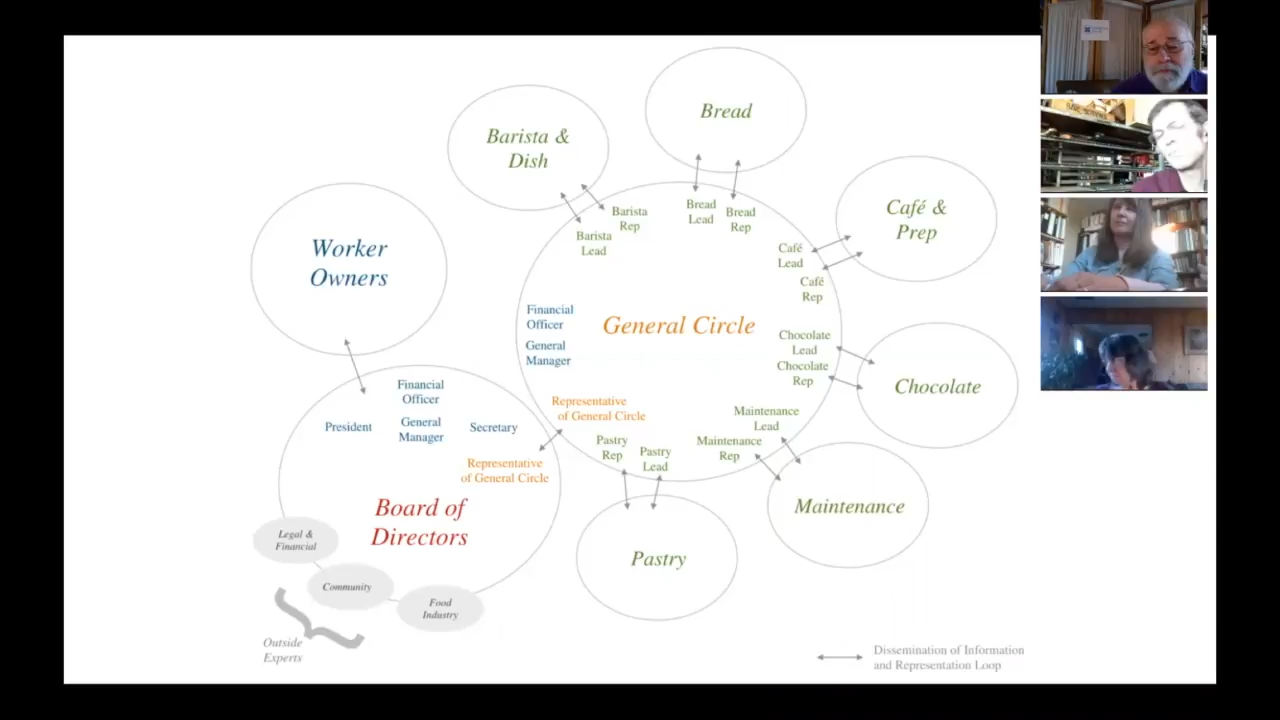 Bread
Barista &
Dish
Café &
Prep
Worker
Owners
Bread
Lead
Bread
Rep
Barista
Rep
Barista
Lead
Café
Lead
Café
Rep
Financial
Officer
General
Manager
General Circle
Chocolate
Lead
Chocolate
Rep
Chocolate
Representative
of General Circle
Maintenance
Lead
Maintenance
Rep
Pastry
Rep
Pastry
Lead
Financial
Officer
President
General
Manager
Secretary
Representative
of General Circle
Board of
Directors
Maintenance
Pastry
Legal &
Financial
Community
Food
Industry
Outside
Experts
Dissemination of Information
and Representation Loop